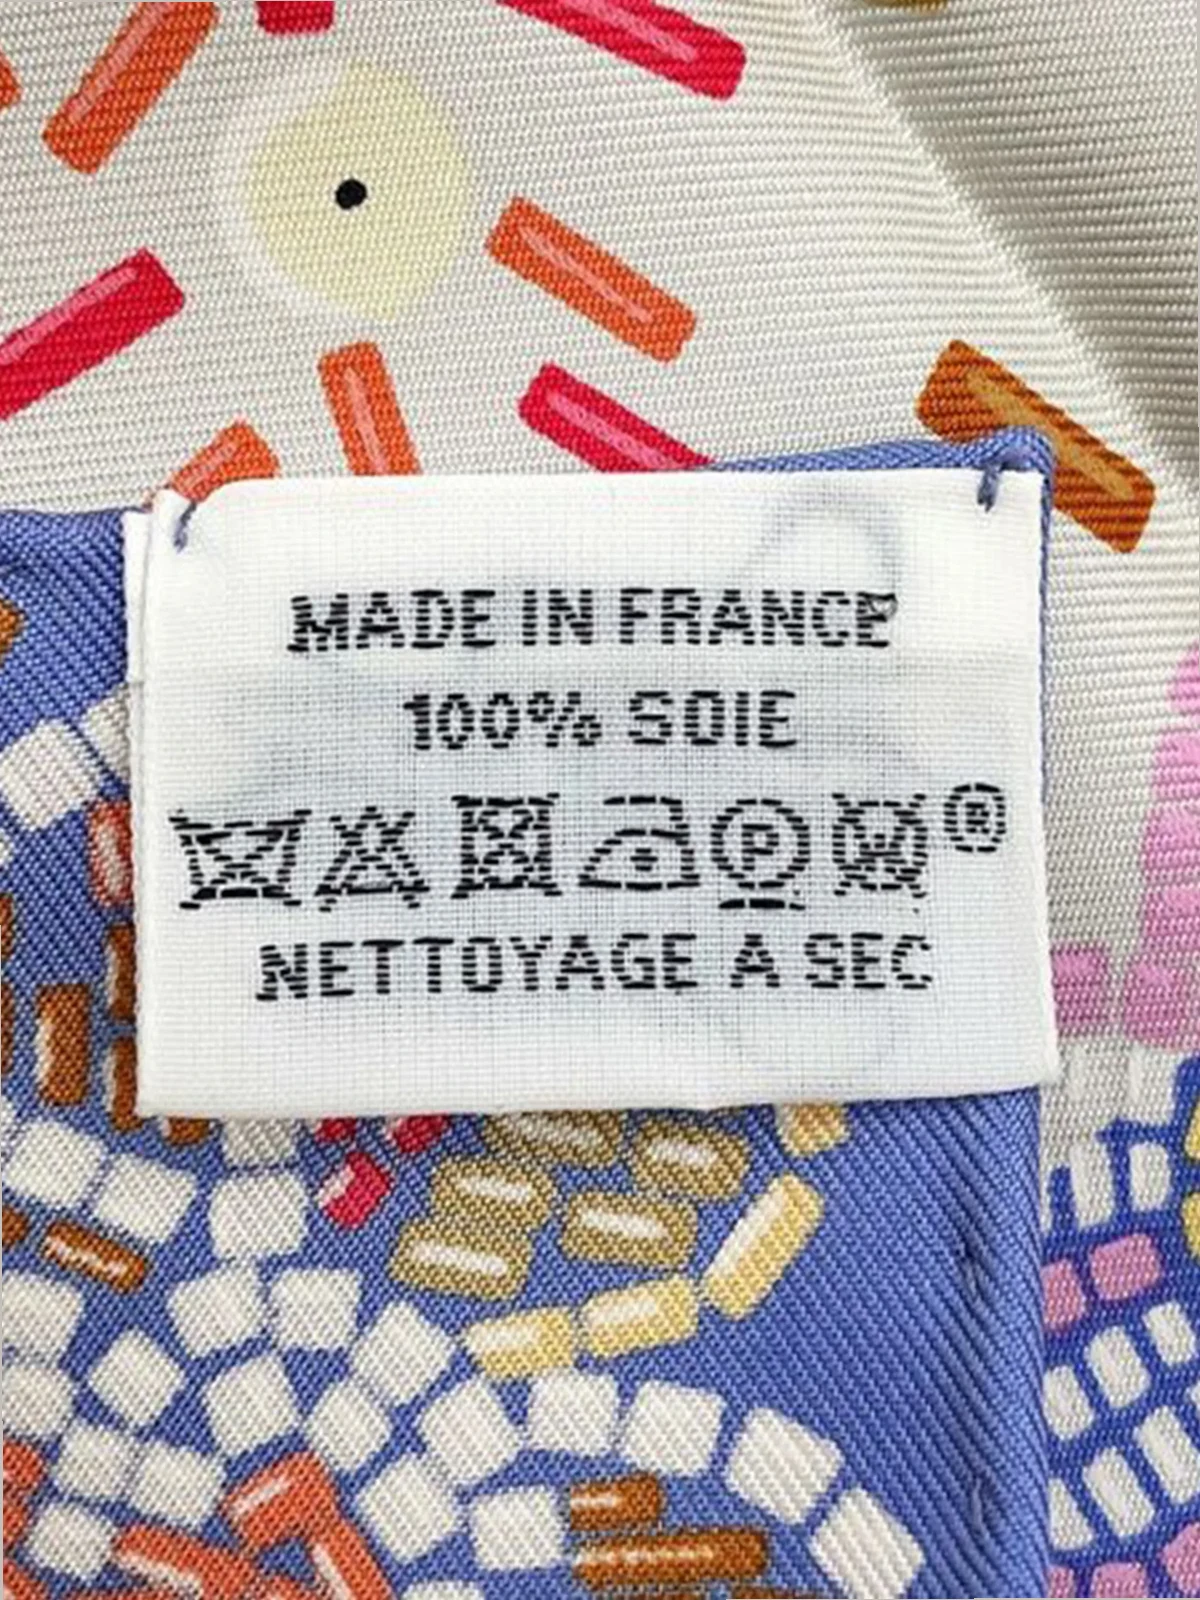 MADE IN FRANCE
100% SOIE
P W ®
NETTOYAGE A SEC